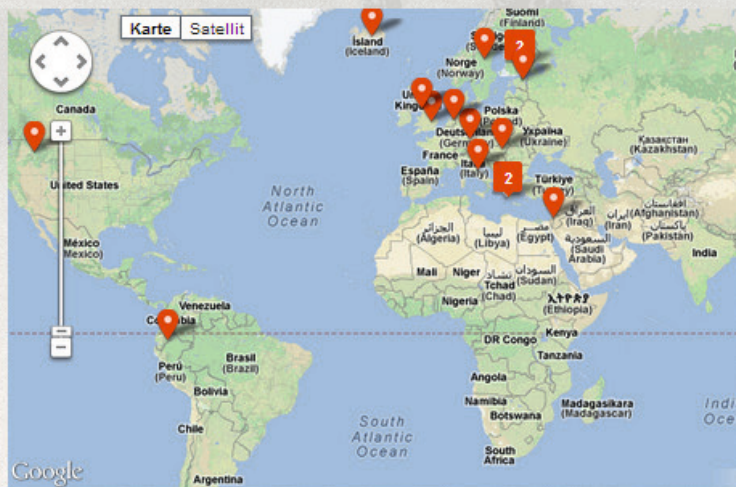 Karte Satellit
Suomi
(Finland)
Ísland
(Iceland)
2
Norge
(Norway)
Canada
Polska
Deutschland
(Germany)
Україна
(Ukraine)
Қазақстан
(Kazakhstan)
France
Italia
(Italy)
España
(Spain)
United States
North
Atlantic
Ocean
2
Türkiye
العراق
(Iraq)
ایران
(Iran)
افغانستان
(Afghanistan)
پاکستان
(Pakistan)
الجزائر
(Algeria)
ليبيا
(Libya)
مصر
(Egypt)
السعودية
(Saudi
Arabia)
India
México
Mexico)
Mali
Niger
تشاد
Tchad
(Chad)
السودان
(Sudan)
Nigeria
ኢትዮጵያ
(Ethiopia)
Venezuela
Kenya
DR Congo
Tanzania
Perú
(Peru)
Brasil
(Brazil)
Bolivia
Angola
Namibia
Botswana
Madagasikara
(Madagascar)
Chile
South
Atlantic
Ocean
South
Africa
Argentina
Google